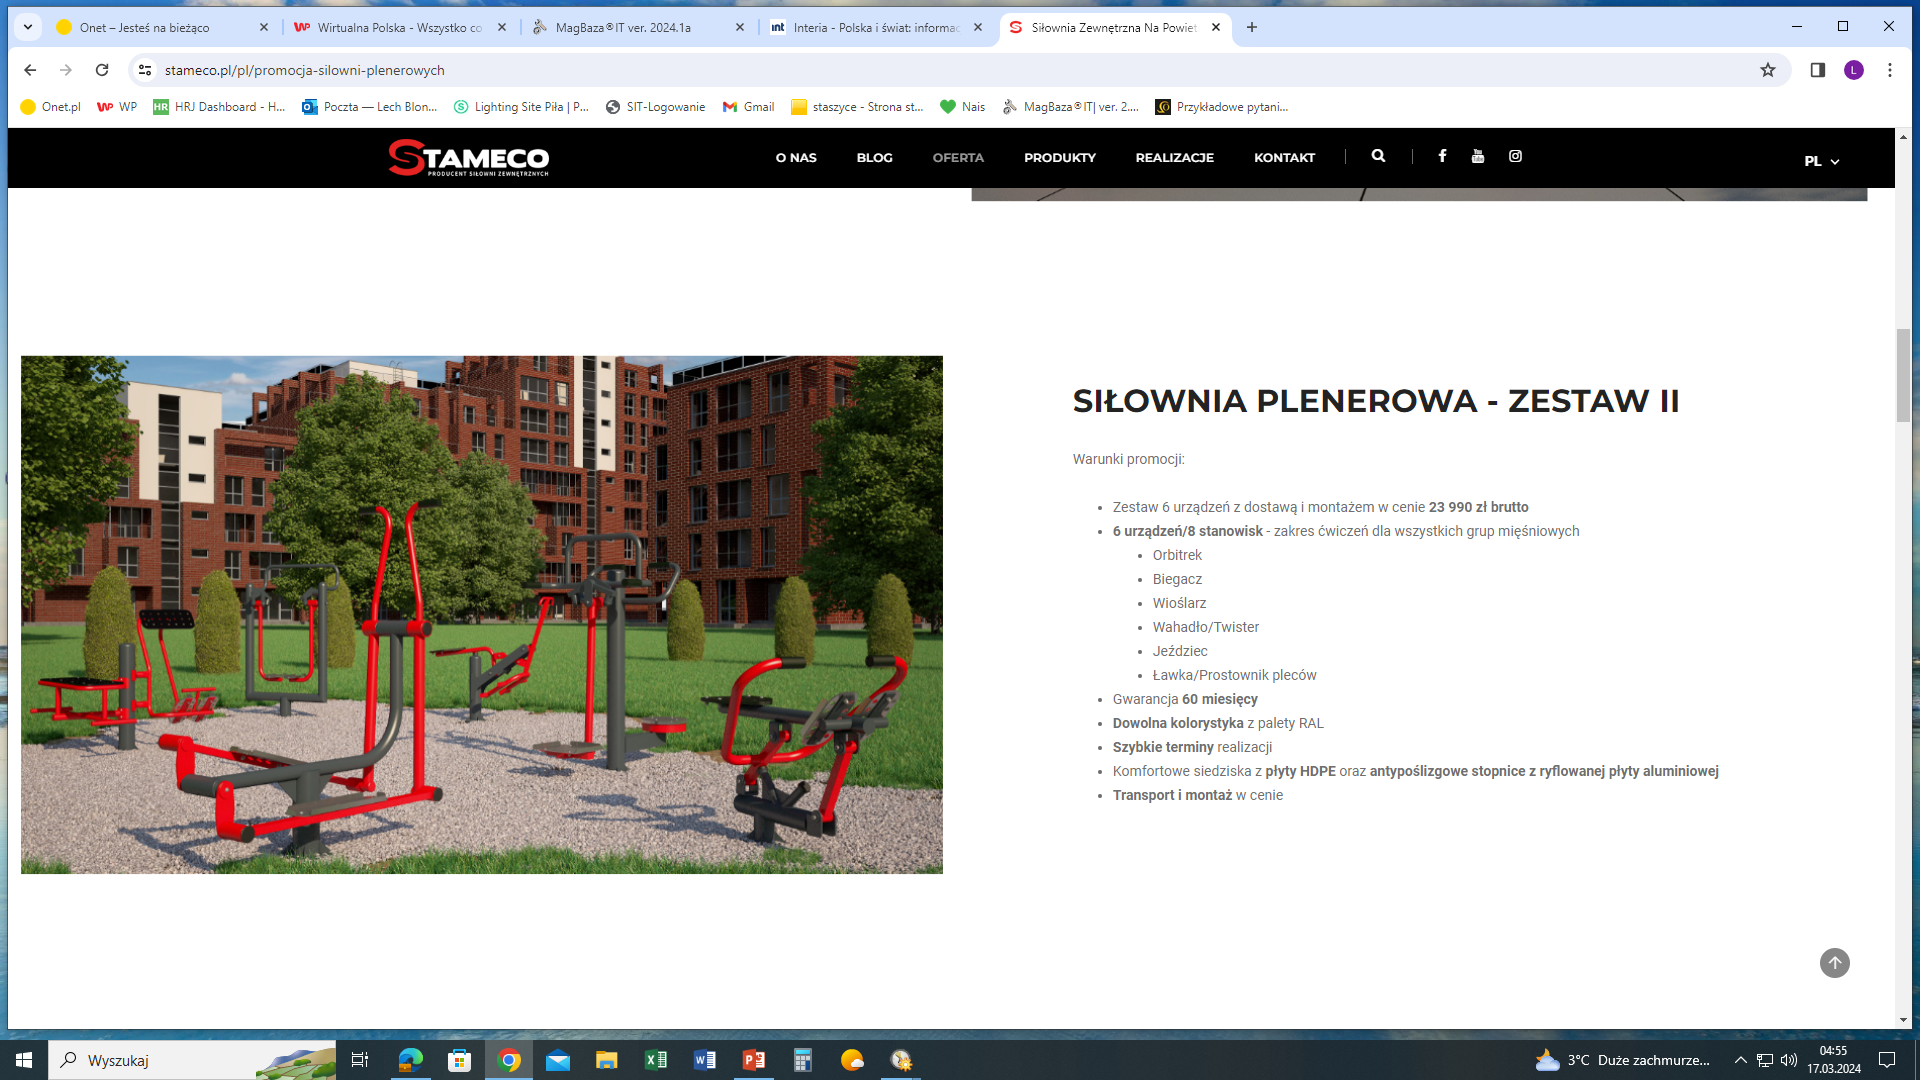 Onet – Jesteś na bieżąco
Wirtualna Polska - Wszystko co
MagBaza®IT ver. 2024.1a
Interia - Polska i świat: informac
Siłownia Zewnętrzna Na Powiet
stameco.pl/pl/promocja-silowni-plenerowych
L
Onet.pl
WP
HRJ Dashboard - H...
Poczta — Lech Blon...
Lighting Site Piła | P...
SIT-Logowanie
Gmail
staszyce - Strona st...
Nais
MagBaza®IT| ver. 2....
Przykładowe pytani...
STAMECO
PRODUCENT SIŁOWNI ZEWNĘTRZNYCH
O NAS
BLOG
OFERTA
PRODUKTY
REALIZACJE
KONTAKT
PL
SIŁOWNIA PLENEROWA - ZESTAW II
Warunki promocji:
Zestaw 6 urządzeń z dostawą i montażem w cenie 23 990 zł brutto
6 urządzeń/8 stanowisk - zakres ćwiczeń dla wszystkich grup mięśniowych
Orbitrek
Biegacz
Wioślarz
Wahadło/Twister
Jeździec
Ławka/Prostownik pleców
Gwarancja 60 miesięcy
Dowolna kolorystyka z palety RAL
Szybkie terminy realizacji
Komfortowe siedziska z płyty HDPE oraz antypoślizgowe stopnice z ryflowanej płyty aluminiowej
Transport i montaż w cenie
Wyszukaj
3°C Duże zachmurze...
04:55
17.03.2024